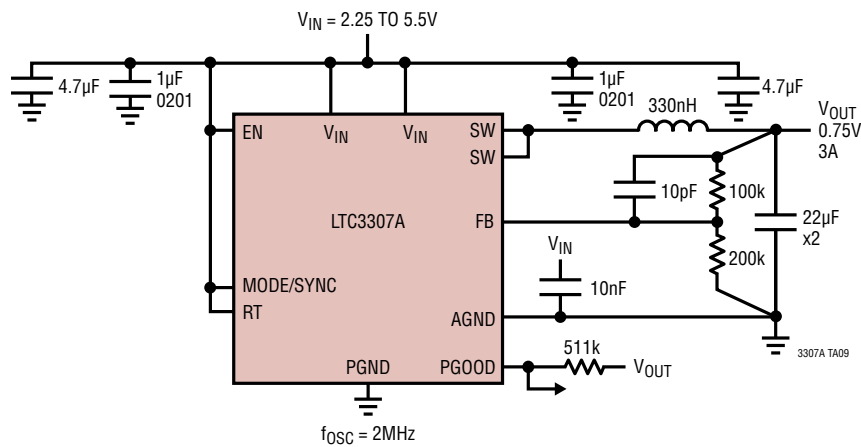 V_IN = 2.25 TO 5.5V
4.7µF
1µF
0201
1µF
0201
4.7µF
330nH
V_OUT
0.75V
3A
EN
V_IN
V_IN
SW
SW
10pF
100k
LTC3307A
FB
22µF
x2
V_IN
200k
MODE/SYNC
10nF
RT
AGND
3307A TA09
PGND
PGOOD
511k
V_OUT
f_OSC = 2MHz